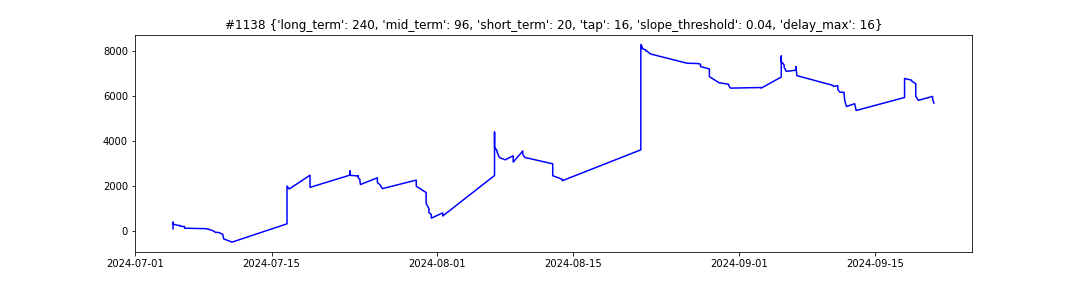 #1138 {'long_term': 240, 'mid_term': 96, 'short_term': 20, 'tap': 16, 'slope_threshold': 0.04, 'delay_max': 16}
8000
6000
4000
2000
0
2024-07-01 2024-07-15 2024-08-01 2024-08-15 2024-09-01 2024-09-15